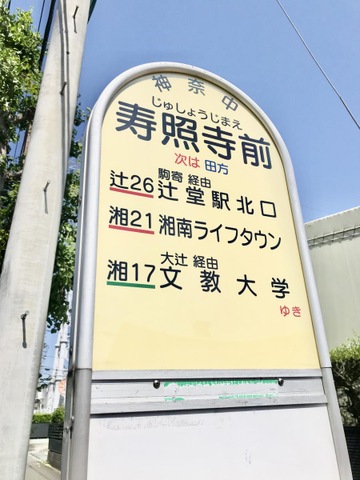 神奈中
じゅしょうじまえ
寿照寺前
次は 田方
駒寄 経由
辻26 辻堂駅北口
湘21 湘南ライフタウン
大辻 経由
湘17 文教大学
ゆき